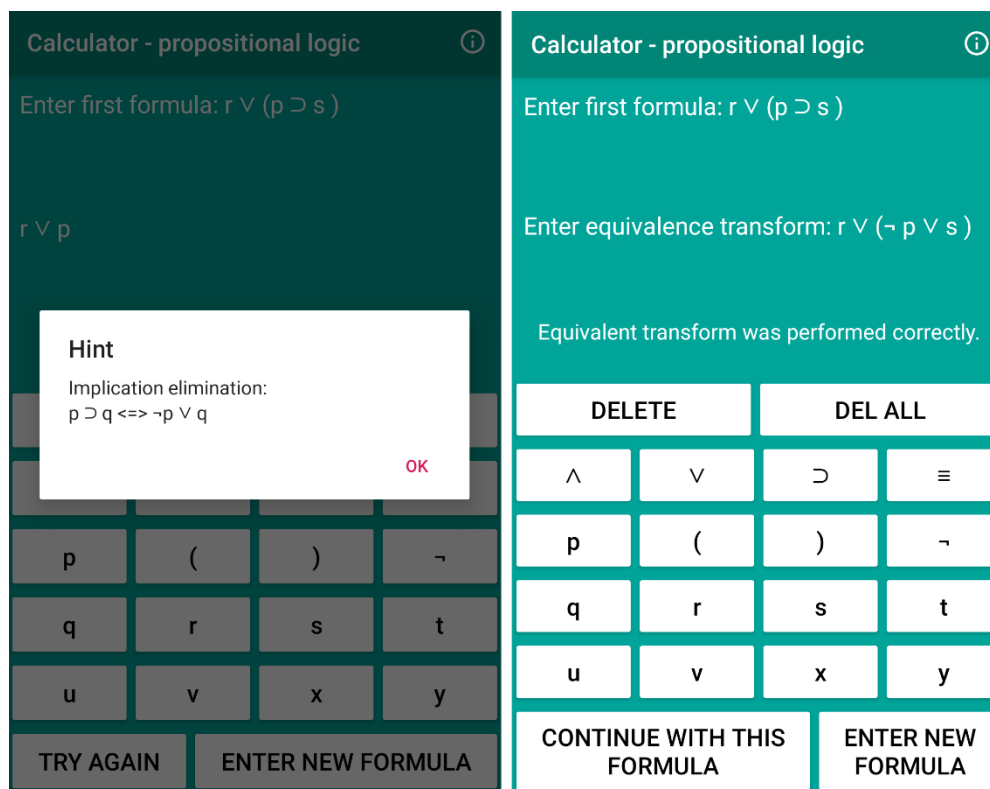 Calculator - propositional logic
Enter first formula: r ∨ (p ⊃ s )
r ∨ p
Hint
Implication elimination:
p ⊃ q <=> ¬p ∨ q
OK
p ( ) ¬
q r s t
u v x y
TRY AGAIN ENTER NEW FORMULA
Calculator - propositional logic
Enter first formula: r ∨ (p ⊃ s )
Enter equivalence transform: r ∨ (¬ p ∨ s )
Equivalent transform was performed correctly.
DELETE DEL ALL
∧ ∨ ⊃ ≡
p ( ) ¬
q r s t
u v x y
CONTINUE WITH THIS ENTER NEW
FORMULA FORMULA